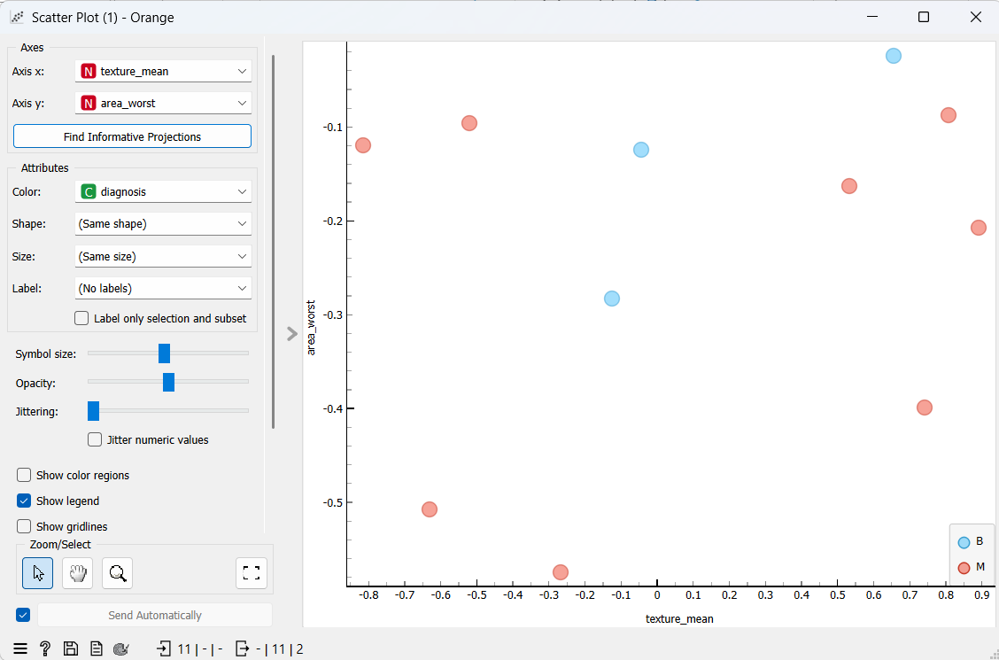 Scatter Plot (1) - Orange
Axes
Axis x: N texture_mean
Axis y: N area_worst
Find Informative Projections
Attributes
Color: C diagnosis
Shape: (Same shape)
Size: (Same size)
Label: (No labels)
Label only selection and subset
Symbol size:
Opacity:
Jittering:
Jitter numeric values
Show color regions
Show legend
Show gridlines
Zoom/Select
Send Automatically
? 11 | - | - - | 11 | 2
area_worst
-0.1
-0.2
-0.3
-0.4
-0.5
-0.8 -0.7 -0.6 -0.5 -0.4 -0.3 -0.2 -0.1 0 0.1 0.2 0.3 0.4 0.5 0.6 0.7 0.8 0.9
texture_mean
B
M